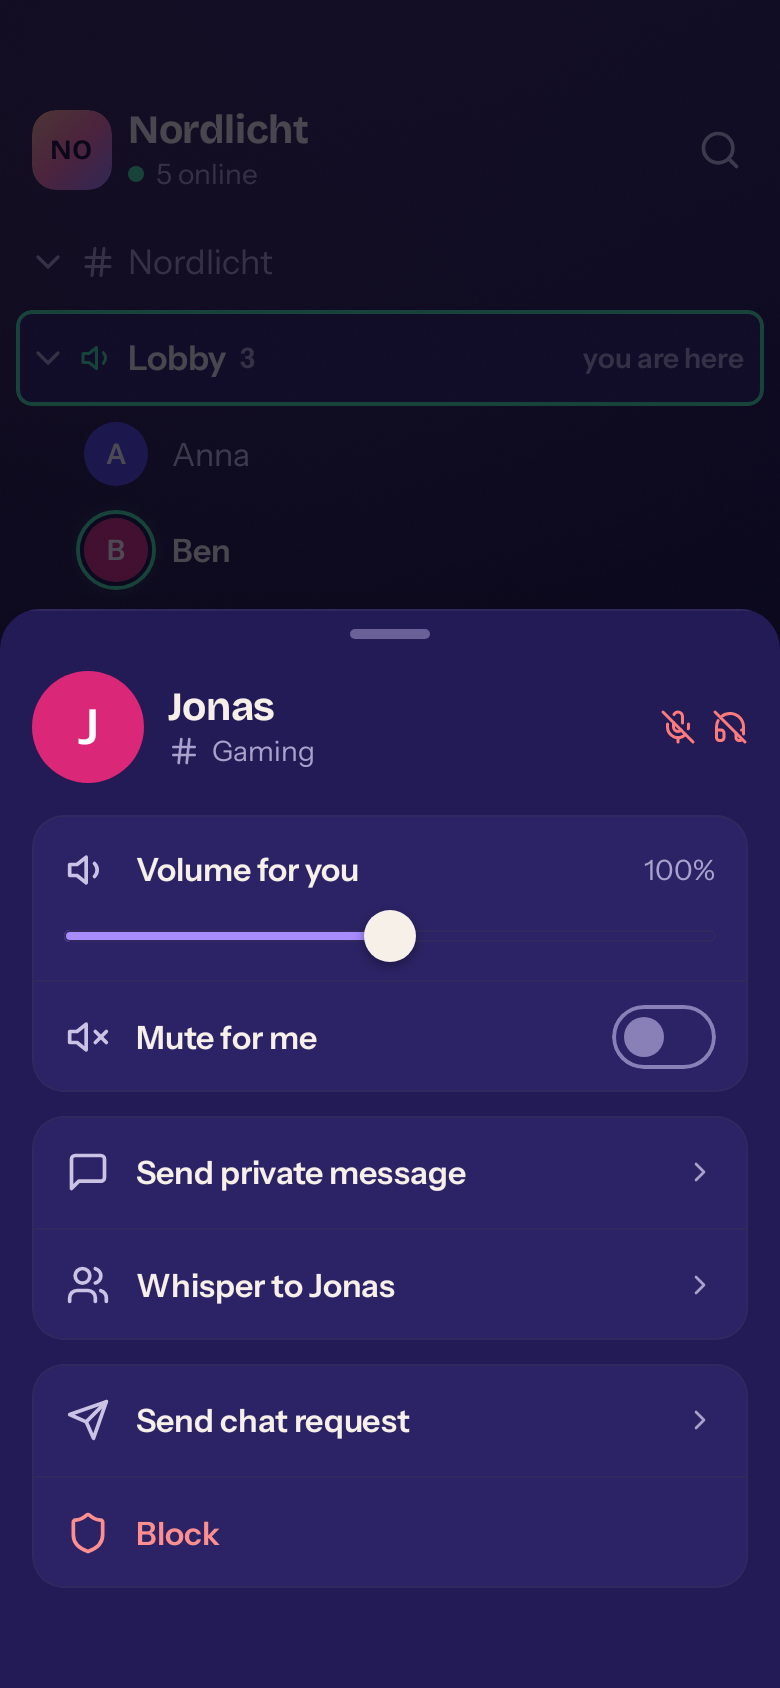 NO
Nordlicht
5 online
# Nordlicht
Lobby 3 you are here
A Anna
B Ben
J
Jonas
# Gaming
Volume for you 100%
Mute for me
Send private message
Whisper to Jonas
Send chat request
Block